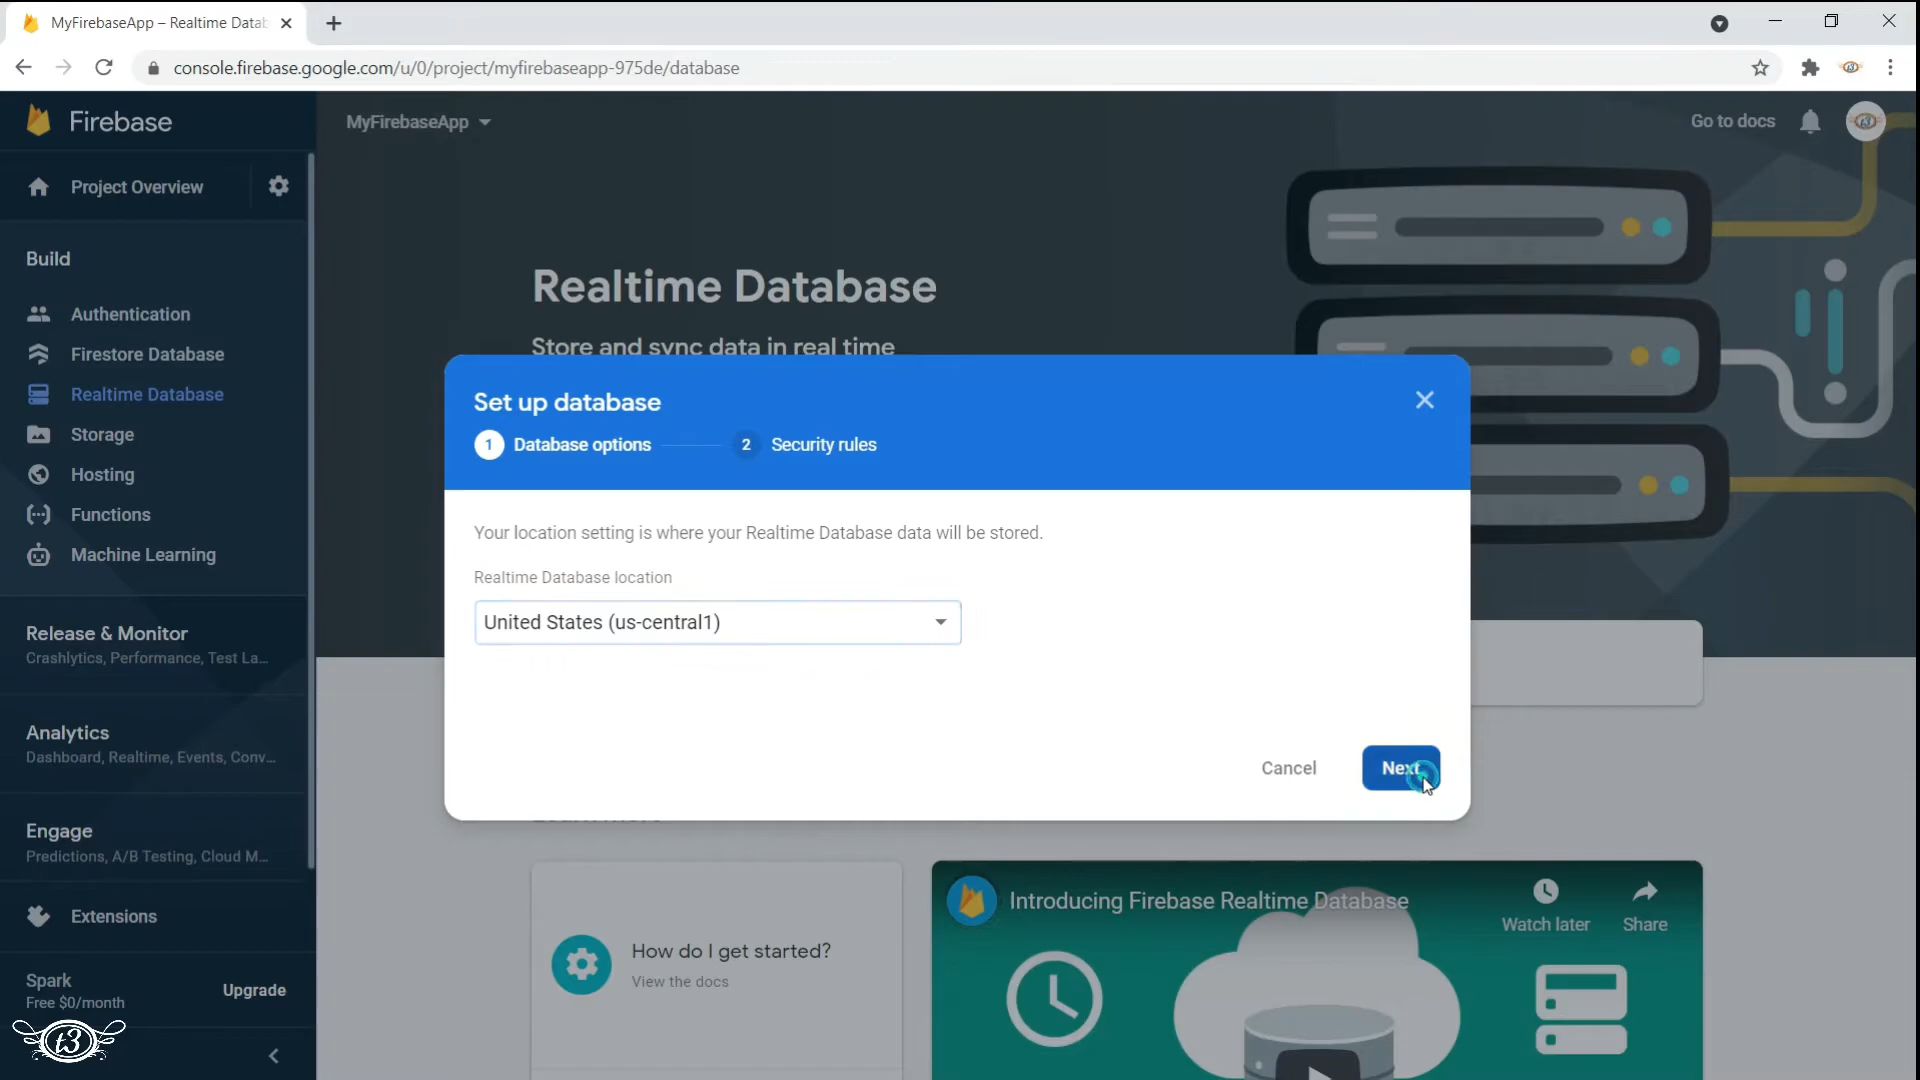 MyFirebaseApp – Realtime Datab
console.firebase.google.com/u/0/project/myfirebaseapp-975de/database
Firebase
MyFirebaseApp
Go to docs
Project Overview
Build
Authentication
Firestore Database
Realtime Database
Storage
Hosting
Functions
Machine Learning
Release & Monitor
Crashlytics, Performance, Test La...
Analytics
Dashboard, Realtime, Events, Conv...
Engage
Predictions, A/B Testing, Cloud M...
Extensions
Spark
Free $0/month
Upgrade
t3
Realtime Database
Store and sync data in real time
Set up database
1 Database options
2 Security rules
Your location setting is where your Realtime Database data will be stored.
Realtime Database location
United States (us-central1)
Cancel
Next
How do I get started?
View the docs
Introducing Firebase Realtime Database
Watch later
Share